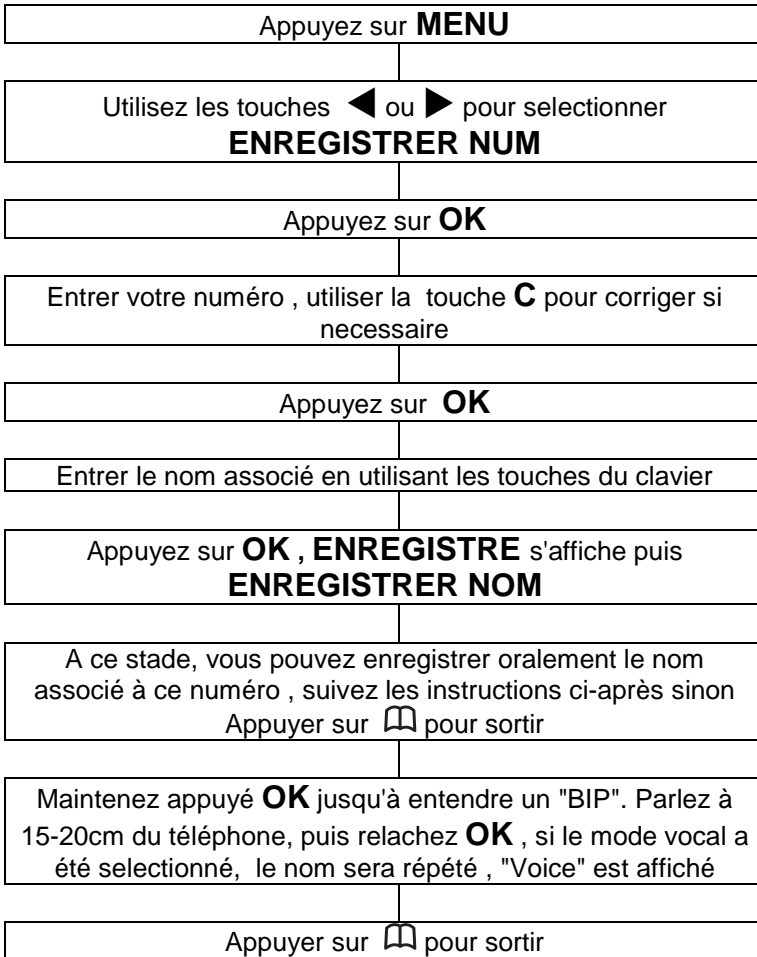 Appuyez sur MENU
Utilisez les touches ◀ ou ▶ pour selectionner
ENREGISTRER NUM
Appuyez sur OK
Entrer votre numéro , utiliser la touche C pour corriger si
necessaire
Appuyez sur OK
Entrer le nom associé en utilisant les touches du clavier
Appuyez sur OK , ENREGISTRE s'affiche puis
ENREGISTRER NOM
A ce stade, vous pouvez enregistrer oralement le nom
associé à ce numéro , suivez les instructions ci-après sinon
Appuyer sur 🕮 pour sortir
Maintenez appuyé OK jusqu'à entendre un "BIP". Parlez à
15-20cm du téléphone, puis relachez OK , si le mode vocal a
été selectionné, le nom sera répété , "Voice" est affiché
Appuyer sur 🕮 pour sortir